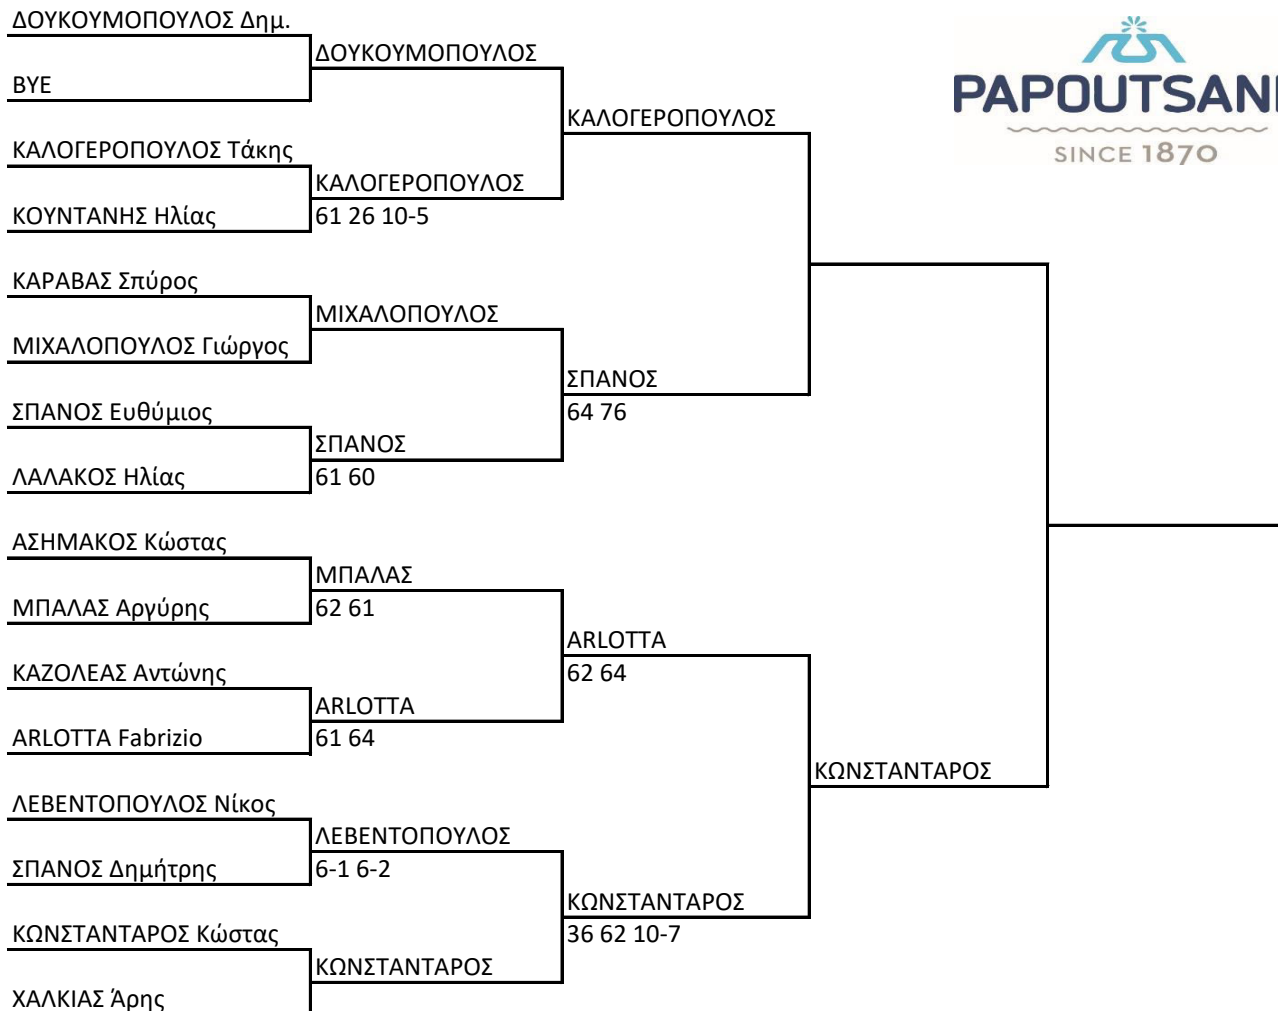 ΔΟΥΚΟΥΜΟΠΟΥΛΟΣ Δημ.
ΔΟΥΚΟΥΜΟΠΟΥΛΟΣ
BYE
ΚΑΛΟΓΕΡΟΠΟΥΛΟΣ
ΚΑΛΟΓΕΡΟΠΟΥΛΟΣ Τάκης
ΚΑΛΟΓΕΡΟΠΟΥΛΟΣ
ΚΟΥΝΤΑΝΗΣ Ηλίας
61 26 10-5
ΚΑΡΑΒΑΣ Σπύρος
ΜΙΧΑΛΟΠΟΥΛΟΣ
ΜΙΧΑΛΟΠΟΥΛΟΣ Γιώργος
ΣΠΑΝΟΣ
ΣΠΑΝΟΣ Ευθύμιος
64 76
ΣΠΑΝΟΣ
ΛΑΛΑΚΟΣ Ηλίας
61 60
ΑΣΗΜΑΚΟΣ Κώστας
ΜΠΑΛΑΣ
ΜΠΑΛΑΣ Αργύρης
62 61
ARLOTTA
ΚΑΖΟΛΕΑΣ Αντώνης
62 64
ARLOTTA
ARLOTTA Fabrizio
61 64
ΚΩΝΣΤΑΝΤΑΡΟΣ
ΛΕΒΕΝΤΟΠΟΥΛΟΣ Νίκος
ΛΕΒΕΝΤΟΠΟΥΛΟΣ
ΣΠΑΝΟΣ Δημήτρης
6-1 6-2
ΚΩΝΣΤΑΝΤΑΡΟΣ
ΚΩΝΣΤΑΝΤΑΡΟΣ Κώστας
36 62 10-7
ΚΩΝΣΤΑΝΤΑΡΟΣ
ΧΑΛΚΙΑΣ Άρης
PAPOUTSANI
SINCE 1870